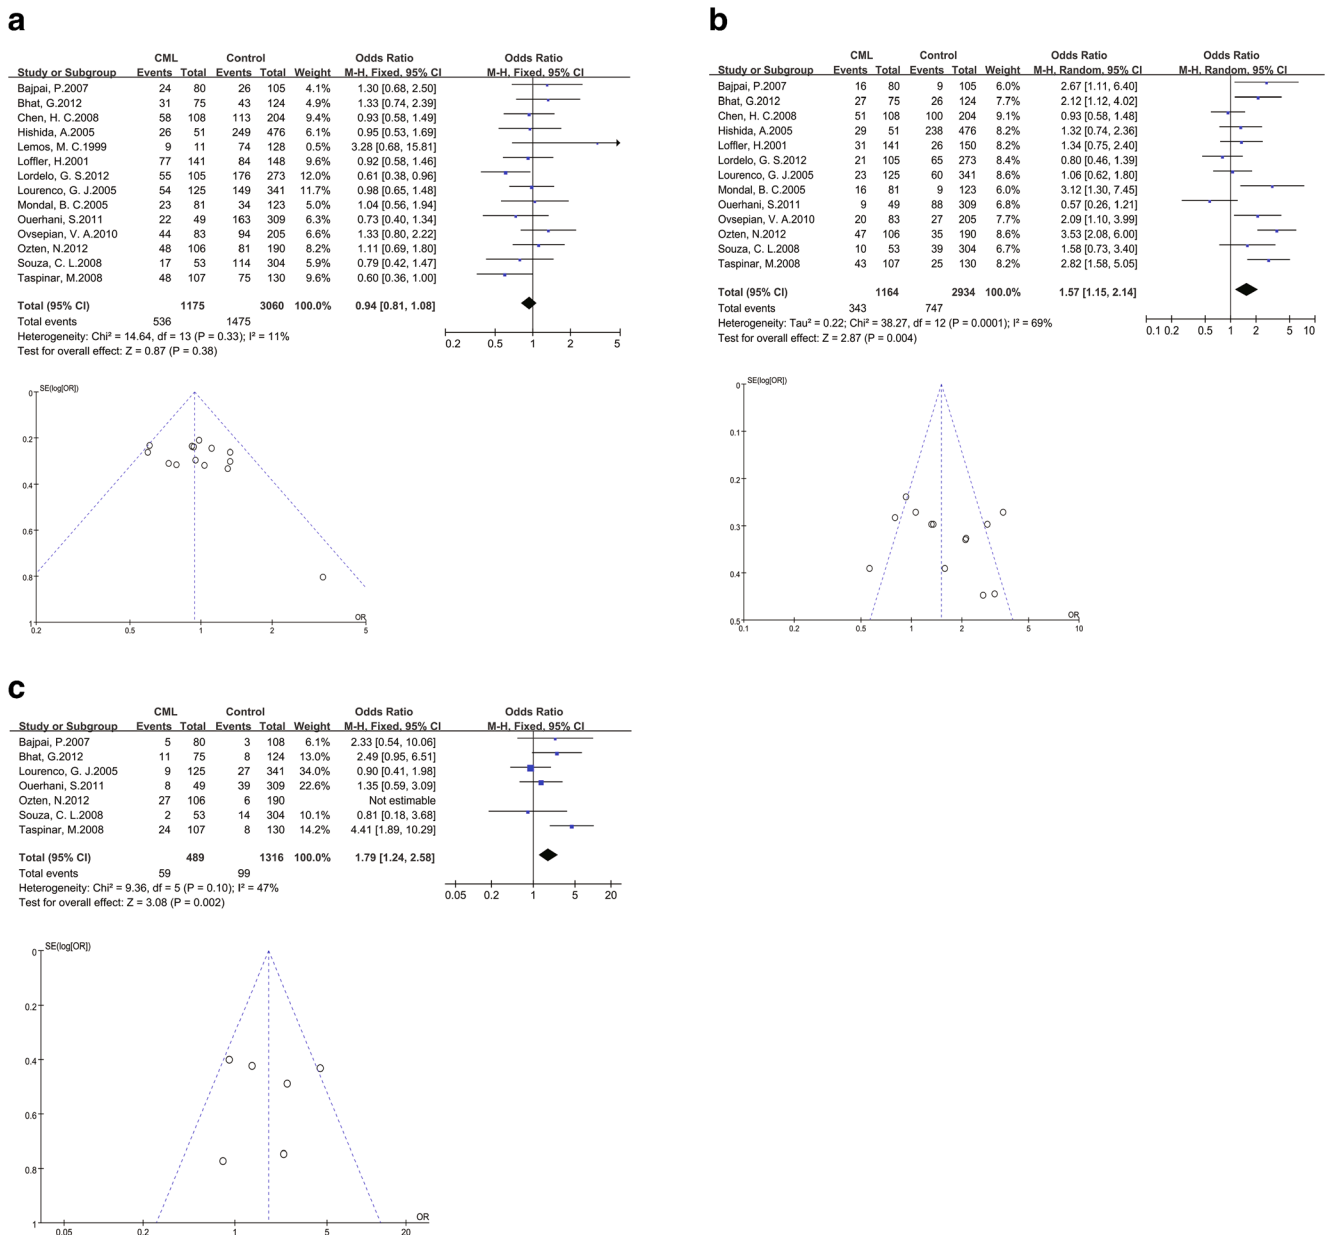 a
CML Control Odds Ratio Odds Ratio
Study or Subgroup Events Total Events Total Weight M-H, Fixed, 95% CI M-H, Fixed, 95% CI
Bajpai, P.2007 24 80 26 105 4.1% 1.30 [0.68, 2.50]
Bhat, G.2012 31 75 43 124 4.9% 1.33 [0.74, 2.39]
Chen, H. C.2008 58 108 113 204 9.4% 0.93 [0.58, 1.49]
Hishida, A.2005 26 51 249 476 6.1% 0.95 [0.53, 1.69]
Lemos, M. C.1999 9 11 74 128 0.5% 3.28 [0.68, 15.81]
Loffler, H.2001 77 141 84 148 9.6% 0.92 [0.58, 1.46]
Lordelo, G. S.2012 55 105 176 273 9.9% 0.61 [0.38, 0.96]
Lourenco, G. J.2005 54 125 149 341 11.7% 0.98 [0.65, 1.48]
Mondal, B. C.2005 23 81 34 123 5.2% 1.04 [0.56, 1.94]
Ouerhani, S.2011 22 49 163 309 6.3% 0.73 [0.40, 1.34]
Ovsepian, V. A.2010 44 83 94 205 6.8% 1.33 [0.80, 2.22]
Ozten, N.2012 48 106 81 190 8.2% 1.11 [0.69, 1.80]
Souza, C. L.2008 17 53 114 304 5.9% 0.79 [0.42, 1.47]
Taspinar, M.2008 48 107 75 130 9.6% 0.60 [0.36, 1.00]
Total (95% CI) 1175 3060 100.0% 0.94 [0.81, 1.08]
Total events 536 1475
Heterogeneity: Chi² = 14.64, df = 13 (P = 0.33); I² = 11%
Test for overall effect: Z = 0.87 (P = 0.38)
0.2 0.5 1 2 5
SE(log[OR])
0
0.2
0.4
0.6
0.8
1
OR
0.2 0.5 1 2 5
b
CML Control Odds Ratio Odds Ratio
Study or Subgroup Events Total Events Total Weight M-H, Random, 95% CI M-H, Random, 95% CI
Bajpai, P.2007 16 80 9 105 6.0% 2.67 [1.11, 6.40]
Bhat, G.2012 27 75 26 124 7.7% 2.12 [1.12, 4.02]
Chen, H. C.2008 51 108 100 204 9.1% 0.93 [0.58, 1.48]
Hishida, A.2005 29 51 238 476 8.2% 1.32 [0.74, 2.36]
Loffler, H.2001 31 141 26 150 8.2% 1.34 [0.75, 2.40]
Lordelo, G. S.2012 21 105 65 273 8.4% 0.80 [0.46, 1.39]
Lourenco, G. J.2005 23 125 60 341 8.6% 1.06 [0.62, 1.80]
Mondal, B. C.2005 16 81 9 123 6.0% 3.12 [1.30, 7.45]
Ouerhani, S.2011 9 49 88 309 6.8% 0.57 [0.26, 1.21]
Ovsepian, V. A.2010 20 83 27 205 7.7% 2.09 [1.10, 3.99]
Ozten, N.2012 47 106 35 190 8.6% 3.53 [2.08, 6.00]
Souza, C. L.2008 10 53 39 304 6.8% 1.58 [0.73, 3.40]
Taspinar, M.2008 43 107 25 130 8.2% 2.82 [1.58, 5.05]
Total (95% CI) 1164 2934 100.0% 1.57 [1.15, 2.14]
Total events 343 747
Heterogeneity: Tau² = 0.22; Chi² = 38.27, df = 12 (P = 0.0001); I² = 69%
Test for overall effect: Z = 2.87 (P = 0.004)
0.1 0.2 0.5 1 2 5 10
SE(log[OR])
0
0.1
0.2
0.3
0.4
0.5
OR
0.1 0.2 0.5 1 2 5 10
c
CML Control Odds Ratio Odds Ratio
Study or Subgroup Events Total Events Total Weight M-H, Fixed, 95% CI M-H, Fixed, 95% CI
Bajpai, P.2007 5 80 3 108 6.1% 2.33 [0.54, 10.06]
Bhat, G.2012 11 75 8 124 13.0% 2.49 [0.95, 6.51]
Lourenco, G. J.2005 9 125 27 341 34.0% 0.90 [0.41, 1.98]
Ouerhani, S.2011 8 49 39 309 22.6% 1.35 [0.59, 3.09]
Ozten, N.2012 27 106 6 190 Not estimable
Souza, C. L.2008 2 53 14 304 10.1% 0.81 [0.18, 3.68]
Taspinar, M.2008 24 107 8 130 14.2% 4.41 [1.89, 10.29]
Total (95% CI) 489 1316 100.0% 1.79 [1.24, 2.58]
Total events 59 99
Heterogeneity: Chi² = 9.36, df = 5 (P = 0.10); I² = 47%
Test for overall effect: Z = 3.08 (P = 0.002)
0.05 0.2 1 5 20
SE(log[OR])
0
0.2
0.4
0.6
0.8
1
OR
0.05 0.2 1 5 20